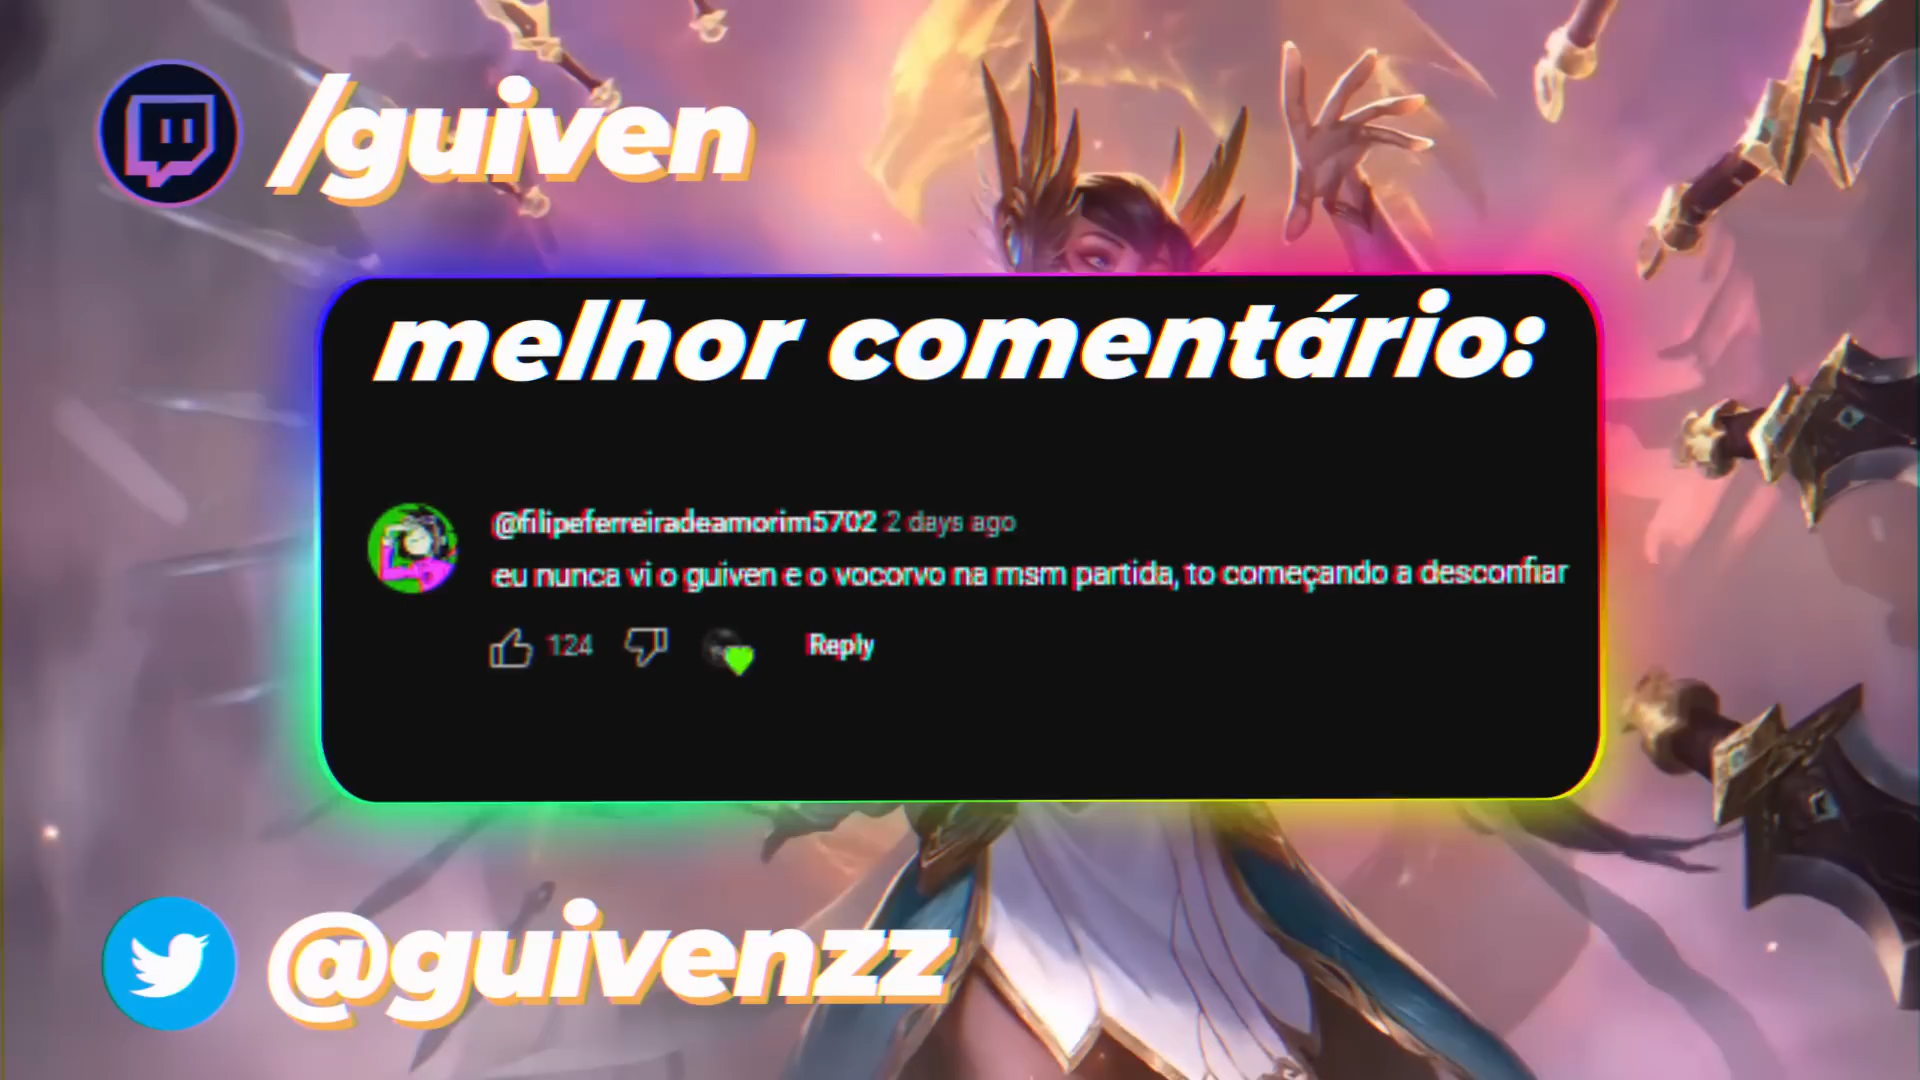 /guiven
melhor comentário:
@filipeferreiradeamorim5702 2 days ago
eu nunca vi o guiven e o vocorvo na msm partida, to começando a desconfiar
124
Reply
@guivenzz